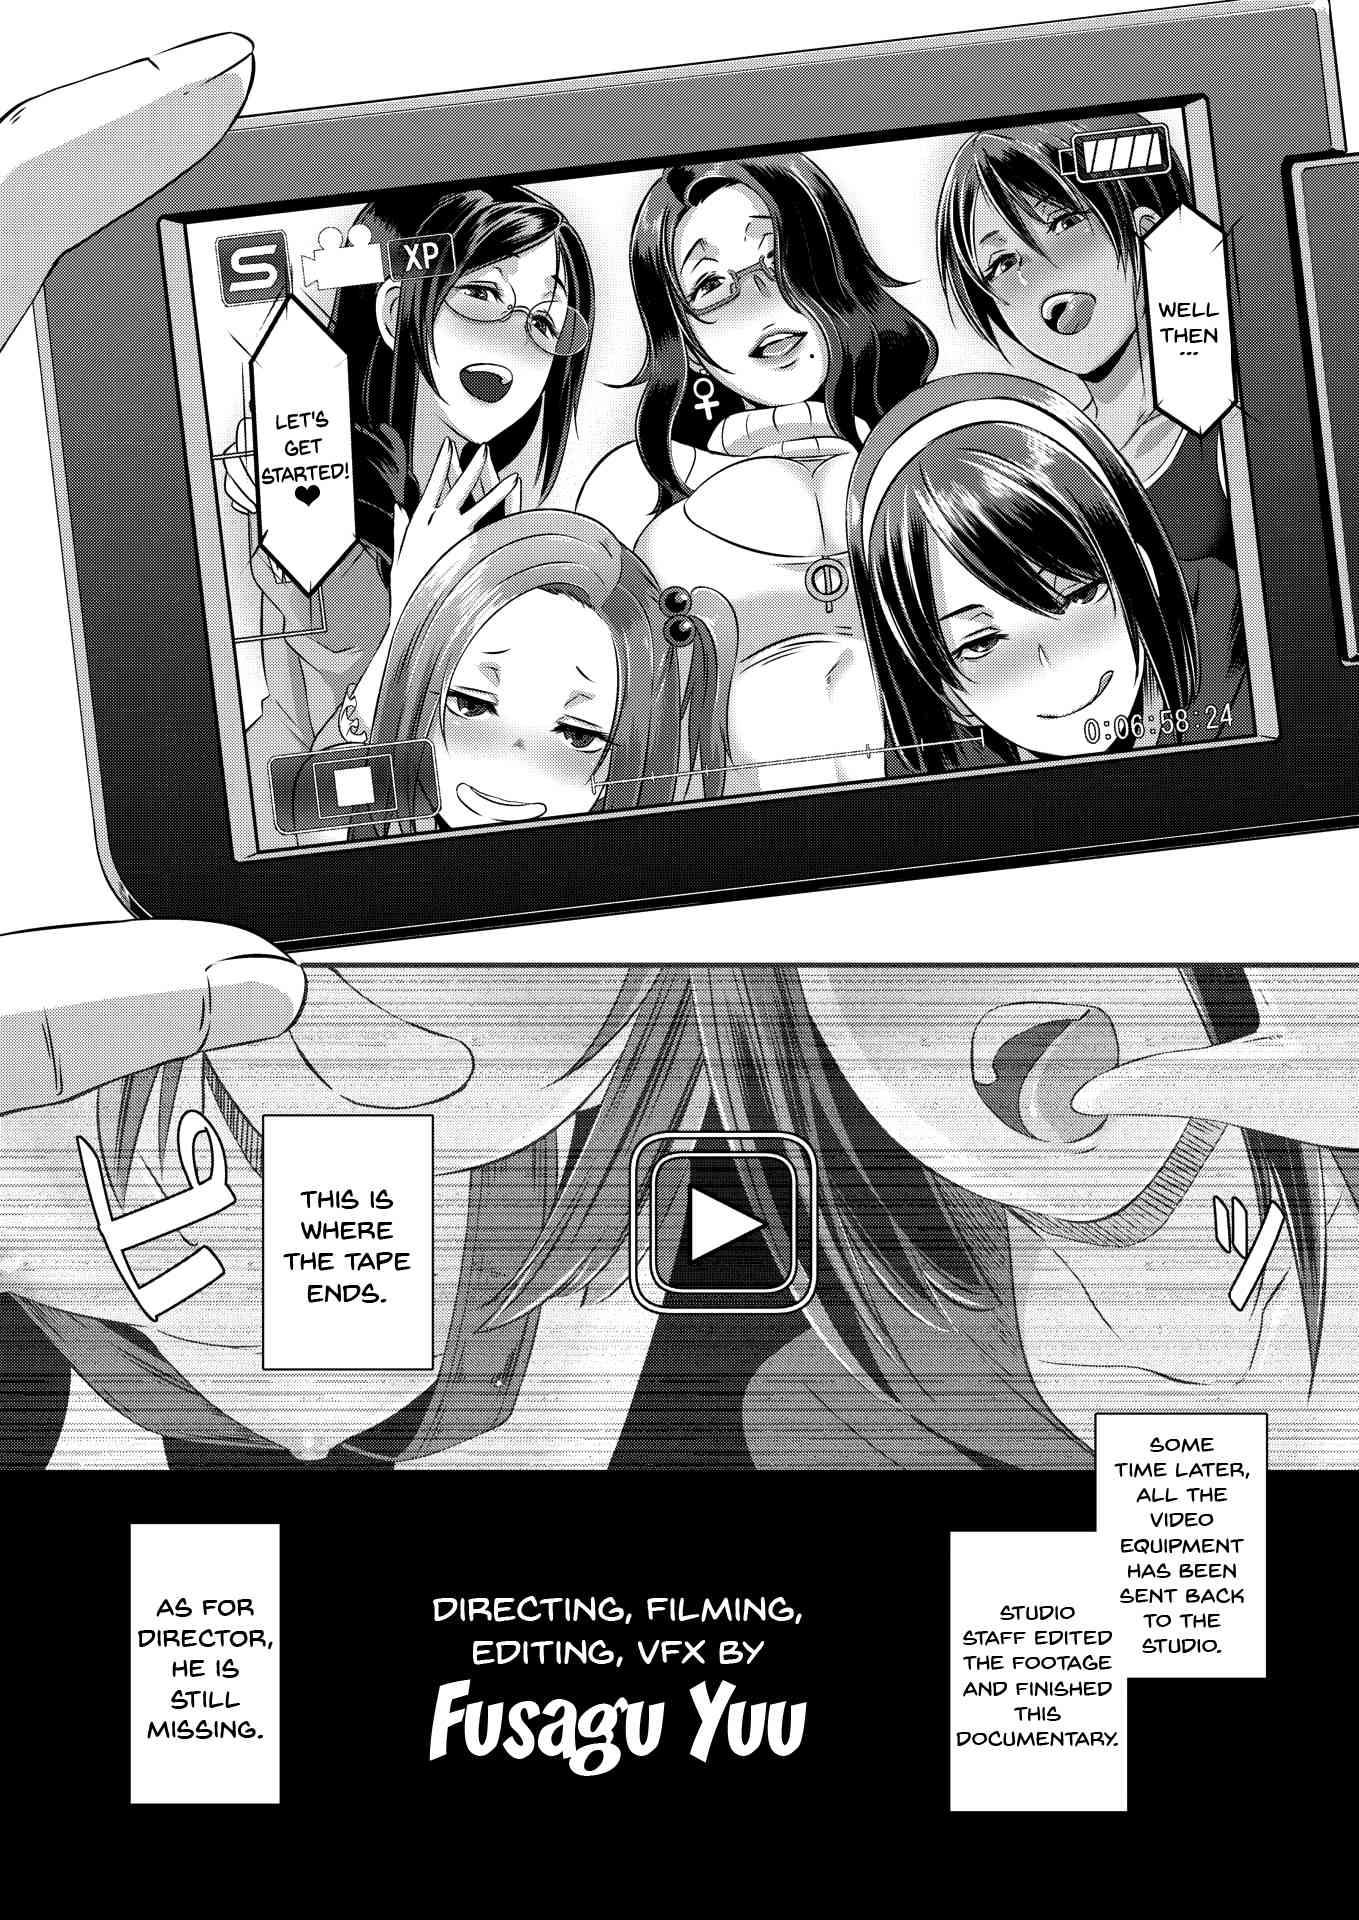 WELL
THEN
...
S
XP
LET'S
GET
STARTED!
♥
0:06:58:24
THIS IS
WHERE
THE TAPE
ENDS.
SOME
TIME LATER,
ALL THE
VIDEO
EQUIPMENT
HAS BEEN
SENT BACK
TO THE
STUDIO.
STUDIO
STAFF EDITED
THE FOOTAGE
AND FINISHED
THIS
DOCUMENTARY.
DIRECTING, FILMING,
EDITING, VFX BY
Fusagu Yuu
AS FOR
DIRECTOR,
HE IS
STILL
MISSING.